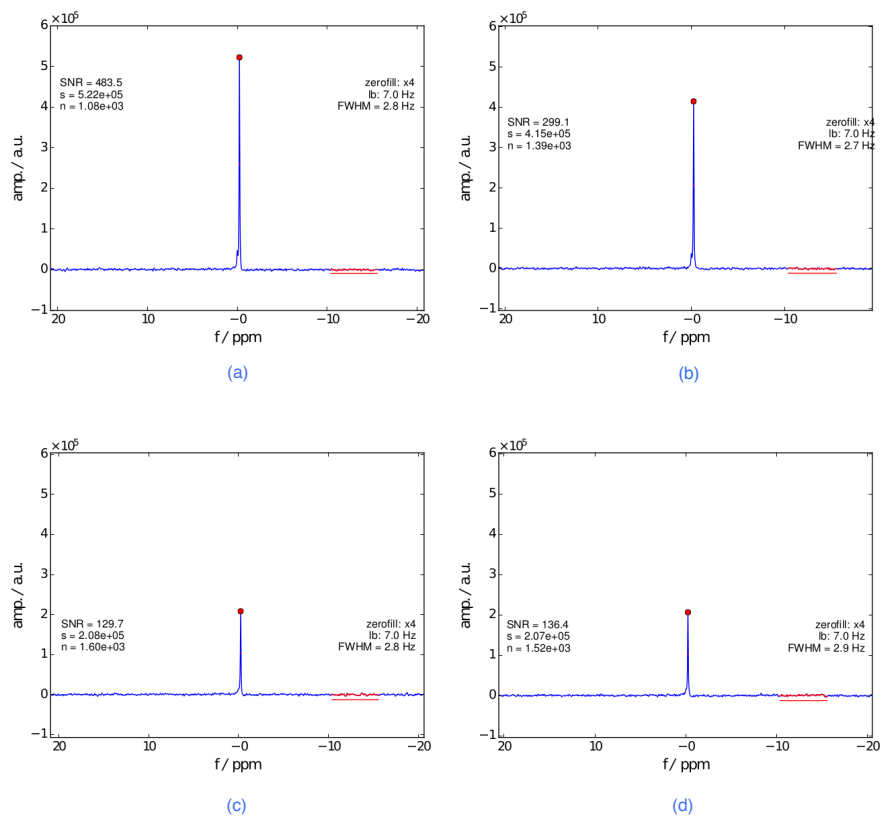 ×10⁵
6
5
4
3
2
1
0
−1
amp./ a.u.
SNR = 483.5
s = 5.22e+05
n = 1.08e+03
zerofill: x4
lb: 7.0 Hz
FWHM = 2.8 Hz
20 10 −0 −10 −20
f / ppm
(a)
×10⁵
6
5
4
3
2
1
0
−1
amp./ a.u.
SNR = 299.1
s = 4.15e+05
n = 1.39e+03
zerofill: x4
lb: 7.0 Hz
FWHM = 2.7 Hz
20 10 −0 −10 −20
f / ppm
(b)
×10⁵
6
5
4
3
2
1
0
−1
amp./ a.u.
SNR = 129.7
s = 2.08e+05
n = 1.60e+03
zerofill: x4
lb: 7.0 Hz
FWHM = 2.8 Hz
20 10 −0 −10 −20
f / ppm
(c)
×10⁵
6
5
4
3
2
1
0
−1
amp./ a.u.
SNR = 136.4
s = 2.07e+05
n = 1.52e+03
zerofill: x4
lb: 7.0 Hz
FWHM = 2.9 Hz
20 10 −0 −10 −20
f / ppm
(d)